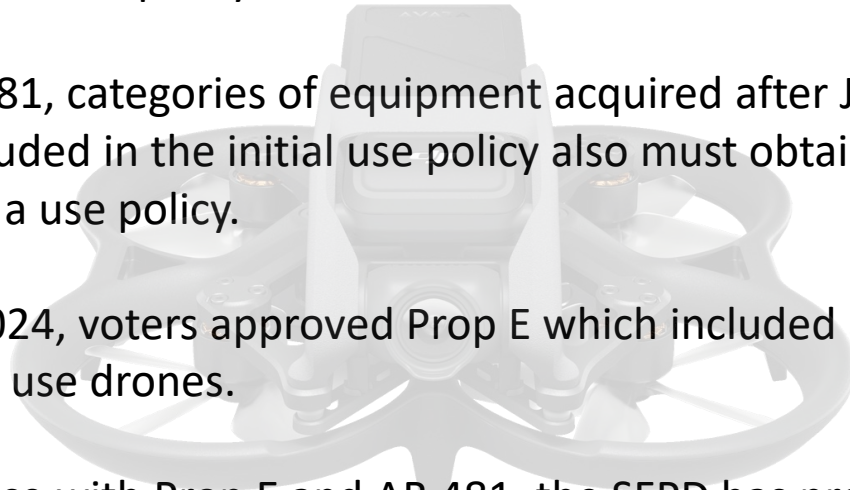 81, categories of equipment acquired after J
uded in the initial use policy also must obtai
a use policy.
024, voters approved Prop E which included
use drones.
with Prop E and AB 481, the SFPD has